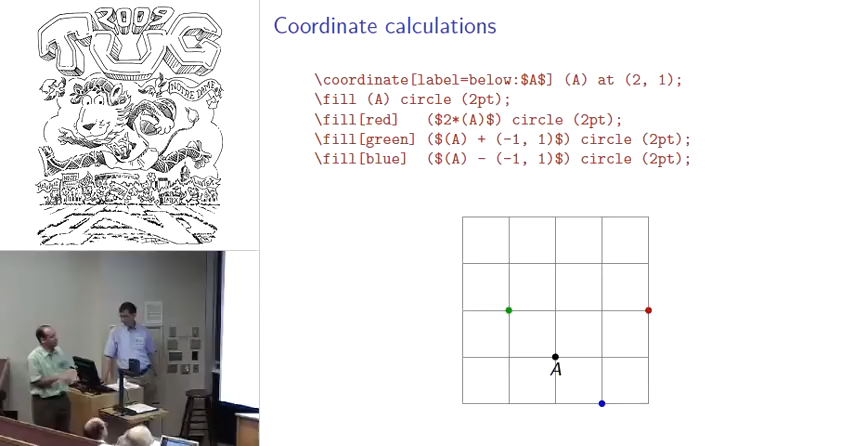 2009
TUG
NOTRE DAME
Coordinate calculations
\coordinate[label=below:$A$] (A) at (2, 1);
\fill (A) circle (2pt);
\fill[red]   ($2*(A)$) circle (2pt);
\fill[green] ($(A) + (-1, 1)$) circle (2pt);
\fill[blue]  ($(A) - (-1, 1)$) circle (2pt);
A